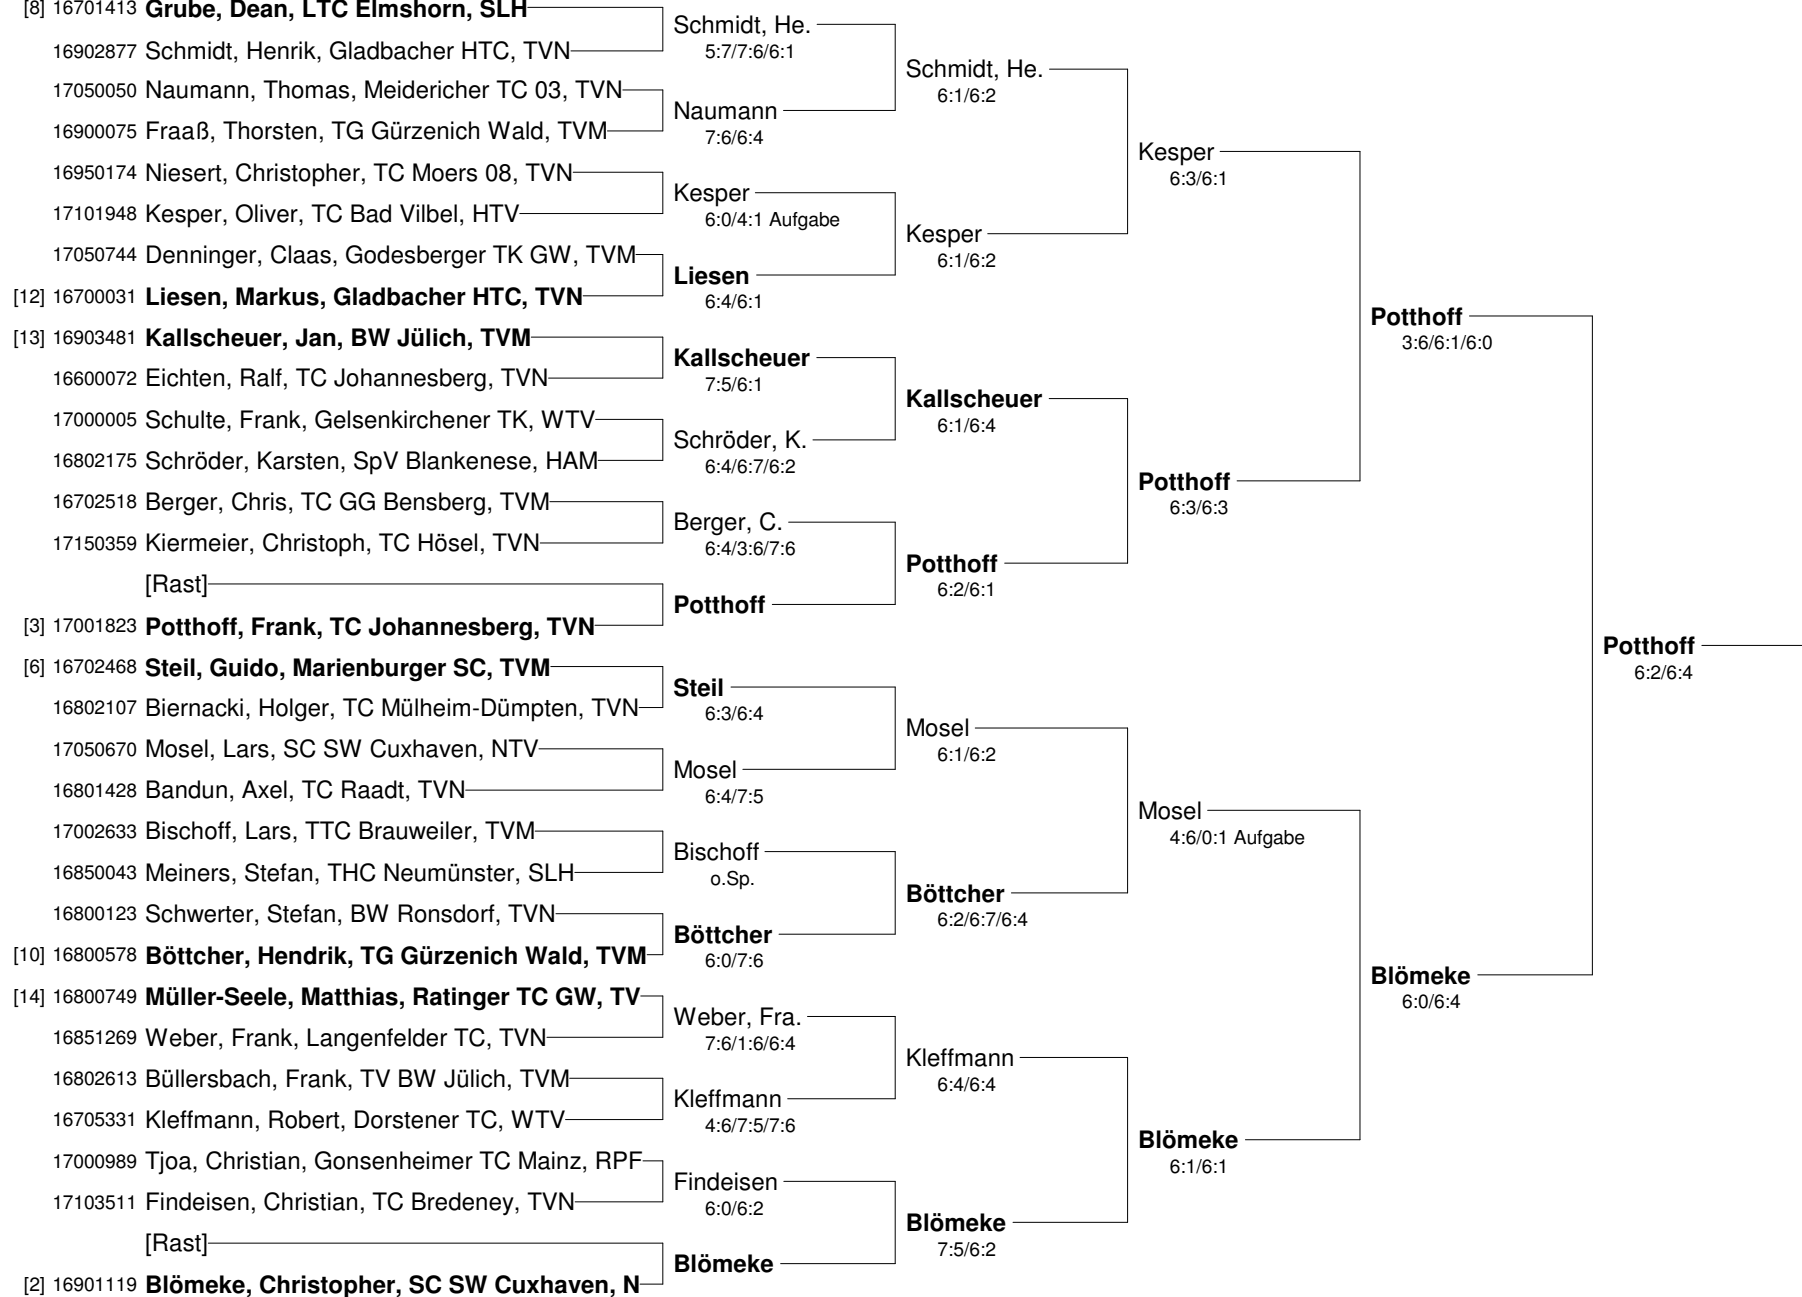 [8] 16701413 Grube, Dean, LTC Elmshorn, SLH
16902877 Schmidt, Henrik, Gladbacher HTC, TVN
17050050 Naumann, Thomas, Meidericher TC 03, TVN
16900075 Fraaß, Thorsten, TG Gürzenich Wald, TVM
16950174 Niesert, Christopher, TC Moers 08, TVN
17101948 Kesper, Oliver, TC Bad Vilbel, HTV
17050744 Denninger, Claas, Godesberger TK GW, TVM
[12] 16700031 Liesen, Markus, Gladbacher HTC, TVN
[13] 16903481 Kallscheuer, Jan, BW Jülich, TVM
16600072 Eichten, Ralf, TC Johannesberg, TVN
17000005 Schulte, Frank, Gelsenkirchener TK, WTV
16802175 Schröder, Karsten, SpV Blankenese, HAM
16702518 Berger, Chris, TC GG Bensberg, TVM
17150359 Kiermeier, Christoph, TC Hösel, TVN
[Rast]
[3] 17001823 Potthoff, Frank, TC Johannesberg, TVN
[6] 16702468 Steil, Guido, Marienburger SC, TVM
16802107 Biernacki, Holger, TC Mülheim-Dümpten, TVN
17050670 Mosel, Lars, SC SW Cuxhaven, NTV
16801428 Bandun, Axel, TC Raadt, TVN
17002633 Bischoff, Lars, TTC Brauweiler, TVM
16850043 Meiners, Stefan, THC Neumünster, SLH
16800123 Schwerter, Stefan, BW Ronsdorf, TVN
[10] 16800578 Böttcher, Hendrik, TG Gürzenich Wald, TVM
[14] 16800749 Müller-Seele, Matthias, Ratinger TC GW, TV
16851269 Weber, Frank, Langenfelder TC, TVN
16802613 Büllersbach, Frank, TV BW Jülich, TVM
16705331 Kleffmann, Robert, Dorstener TC, WTV
17000989 Tjoa, Christian, Gonsenheimer TC Mainz, RPF
17103511 Findeisen, Christian, TC Bredeney, TVN
[Rast]
[2] 16901119 Blömeke, Christopher, SC SW Cuxhaven, N
Schmidt, He.
5:7/7:6/6:1
Naumann
7:6/6:4
Kesper
6:0/4:1 Aufgabe
Liesen
6:4/6:1
Kallscheuer
7:5/6:1
Schröder, K.
6:4/6:7/6:2
Berger, C.
6:4/3:6/7:6
Potthoff
Steil
6:3/6:4
Mosel
6:4/7:5
Bischoff
o.Sp.
Böttcher
6:0/7:6
Weber, Fra.
7:6/1:6/6:4
Kleffmann
4:6/7:5/7:6
Findeisen
6:0/6:2
Blömeke
Schmidt, He.
6:1/6:2
Kesper
6:1/6:2
Kallscheuer
6:1/6:4
Potthoff
6:2/6:1
Mosel
6:1/6:2
Böttcher
6:2/6:7/6:4
Kleffmann
6:4/6:4
Blömeke
7:5/6:2
Kesper
6:3/6:1
Potthoff
6:3/6:3
Mosel
4:6/0:1 Aufgabe
Blömeke
6:1/6:1
Potthoff
3:6/6:1/6:0
Blömeke
6:0/6:4
Potthoff
6:2/6:4